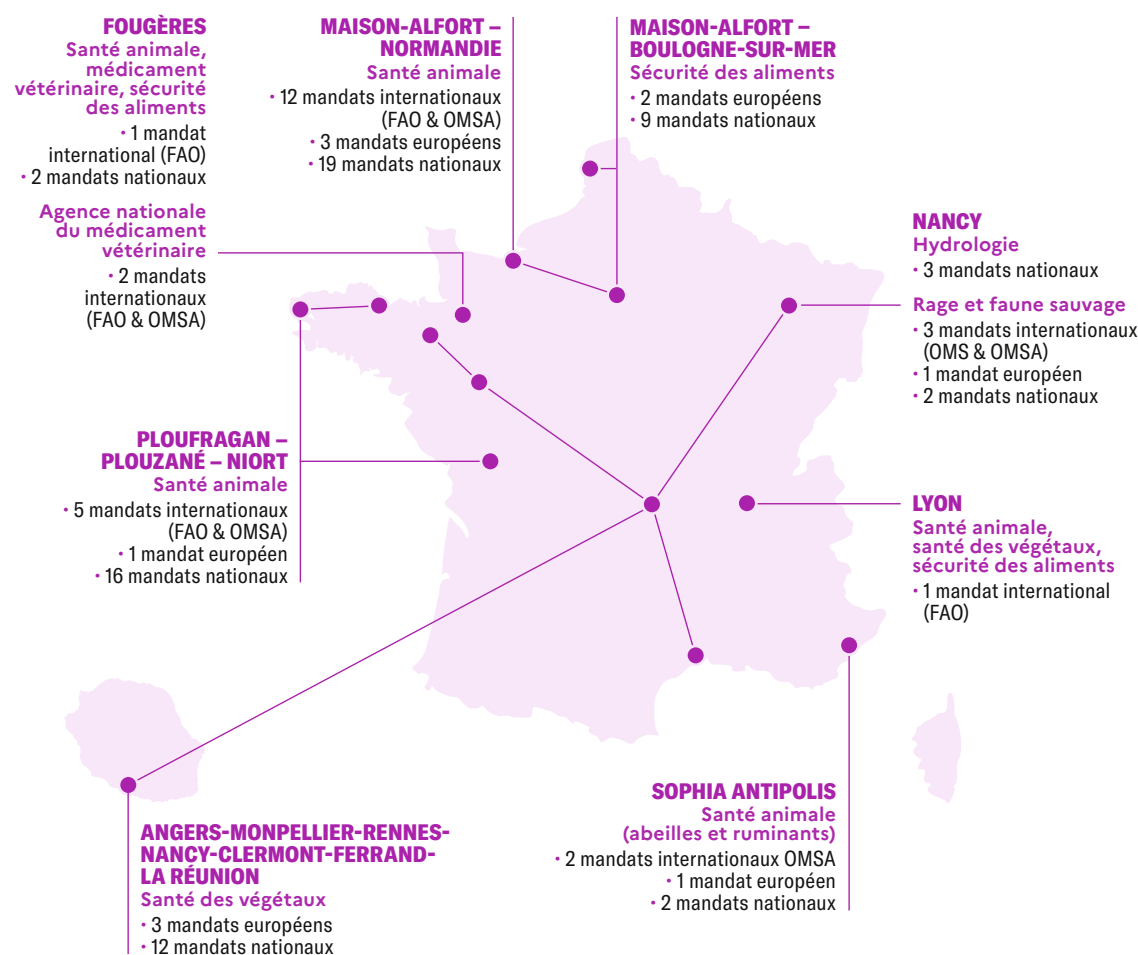 FOUGÈRES
Santé animale,
médicament
vétérinaire, sécurité
des aliments
• 1 mandat
international (FAO)
• 2 mandats nationaux
Agence nationale
du médicament
vétérinaire
• 2 mandats
internationaux
(FAO & OMSA)
MAISON-ALFORT –
NORMANDIE
Santé animale
• 12 mandats internationaux
(FAO & OMSA)
• 3 mandats européens
• 19 mandats nationaux
MAISON-ALFORT –
BOULOGNE-SUR-MER
Sécurité des aliments
• 2 mandats européens
• 9 mandats nationaux
NANCY
Hydrologie
• 3 mandats nationaux
Rage et faune sauvage
• 3 mandats internationaux
(OMS & OMSA)
• 1 mandat européen
• 2 mandats nationaux
PLOUFRAGAN –
PLOUZANÉ – NIORT
Santé animale
• 5 mandats internationaux
(FAO & OMSA)
• 1 mandat européen
• 16 mandats nationaux
LYON
Santé animale,
santé des végétaux,
sécurité des aliments
• 1 mandat international
(FAO)
SOPHIA ANTIPOLIS
Santé animale
(abeilles et ruminants)
• 2 mandats internationaux OMSA
• 1 mandat européen
• 2 mandats nationaux
ANGERS-MONPELLIER-RENNES-
NANCY-CLERMONT-FERRAND-
LA RÉUNION
Santé des végétaux
• 3 mandats européens
• 12 mandats nationaux